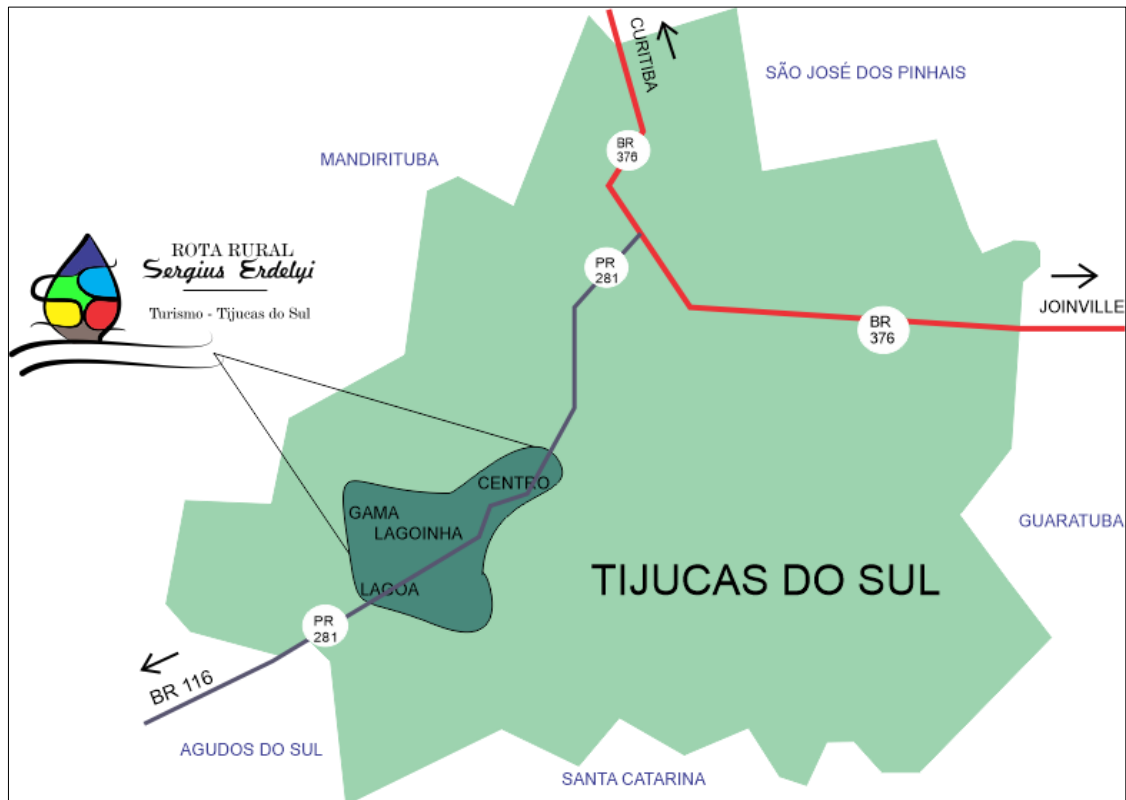 CURITIBA
SÃO JOSÉ DOS PINHAIS
BR
376
MANDIRITUBA
ROTA RURAL
Sergius Erdelyi
Turismo - Tijucas do Sul
PR
281
JOINVILLE
BR
376
CENTRO
GAMA
LAGOINHA
GUARATUBA
TIJUCAS DO SUL
LAGOA
PR
281
BR 116
AGUDOS DO SUL
SANTA CATARINA